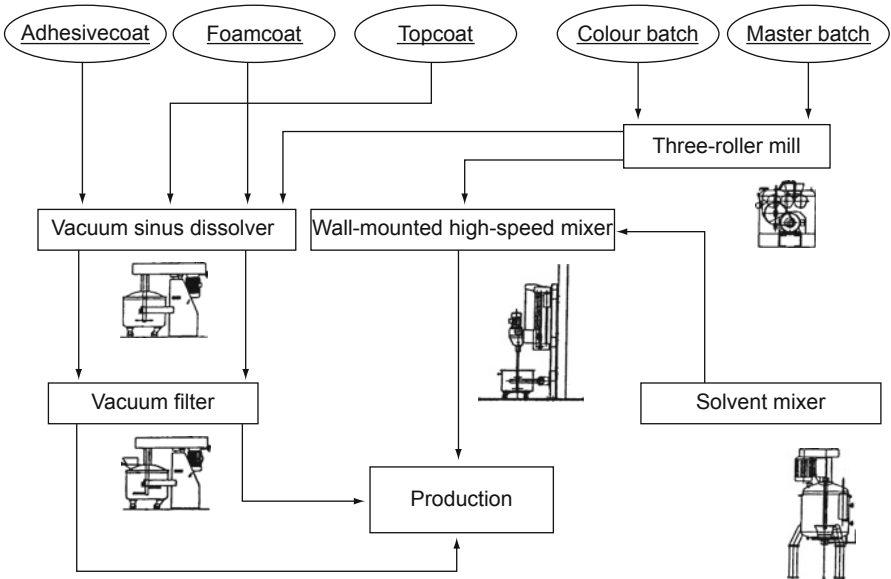 Adhesivecoat
Foamcoat
Topcoat
Colour batch
Master batch
Three-roller mill
Vacuum sinus dissolver
Wall-mounted high-speed mixer
Vacuum filter
Solvent mixer
Production